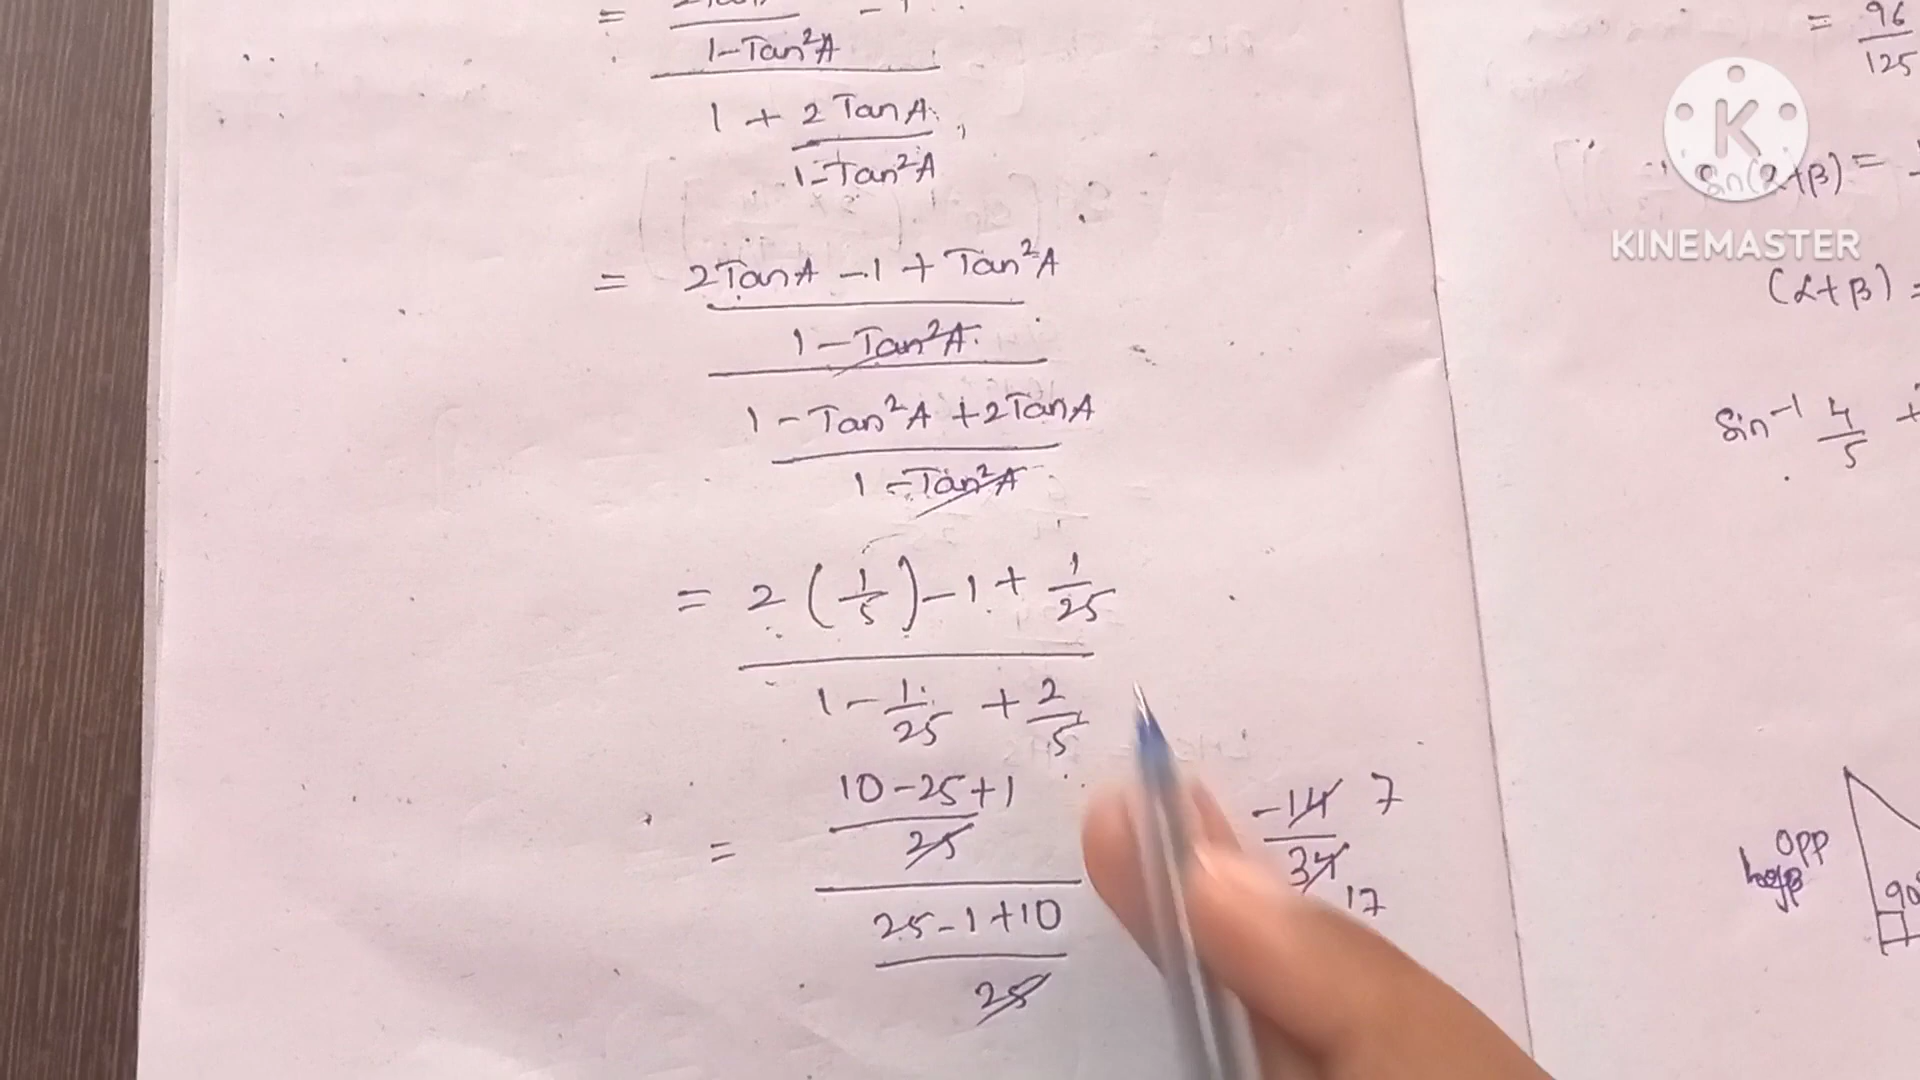 = 2TanA/1-Tan²A - 1
1 + 2TanA/1-Tan²A
= 2TanA -1 + Tan²A
1 - Tan²A
1 - Tan²A + 2TanA
1 - Tan²A
= 2 (1/5) - 1 + 1/25
1 - 1/25 + 2/5
= 10-25+1
25
25-1+10
25
-14 7
34
17
= 96
125
K
KINEMASTER
Sin(α+β) =
(α+β) =
Sin⁻¹ 4/5 +
opp
90